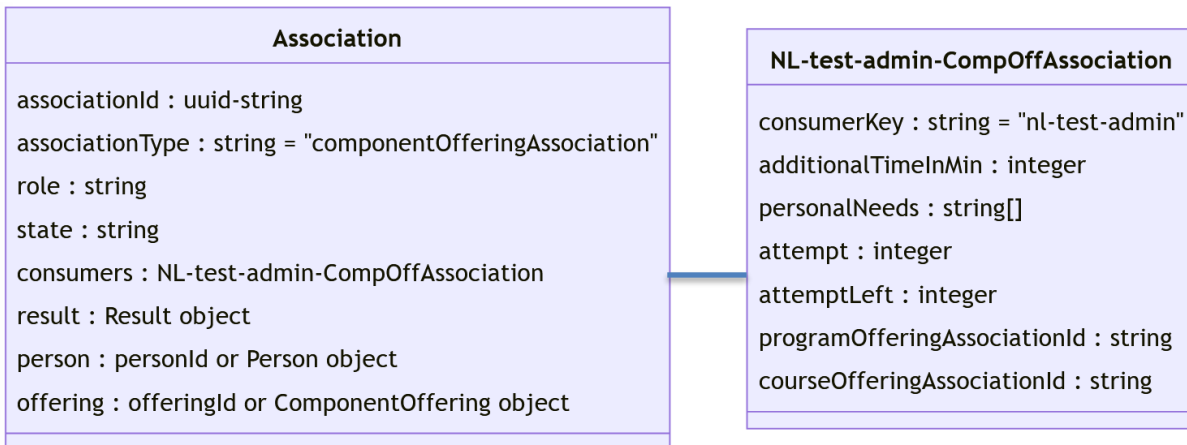 Association
associationId : uuid-string
associationType : string = "componentOfferingAssociation"
role : string
state : string
consumers : NL-test-admin-CompOffAssociation
result : Result object
person : personId or Person object
offering : offeringId or ComponentOffering object
NL-test-admin-CompOffAssociation
consumerKey : string = "nl-test-admin"
additionalTimeInMin : integer
personalNeeds : string[]
attempt : integer
attemptLeft : integer
programOfferingAssociationId : string
courseOfferingAssociationId : string